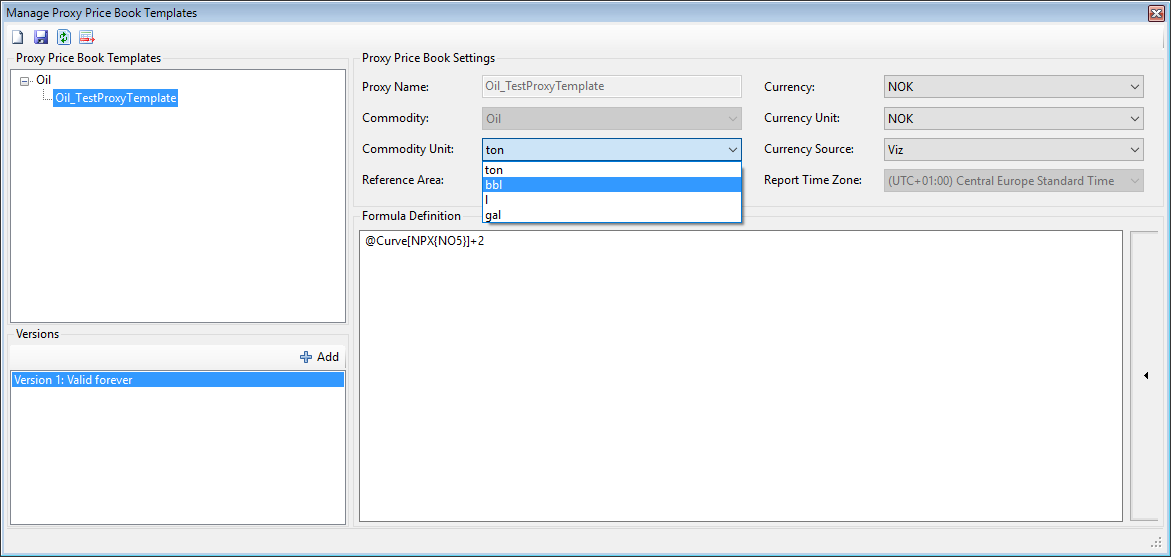 Manage Proxy Price Book Templates
Proxy Price Book Templates
Oil
Oil_TestProxyTemplate
Versions
Add
Version 1: Valid forever
Proxy Price Book Settings
Proxy Name: Oil_TestProxyTemplate Currency: NOK
Commodity: Oil Currency Unit: NOK
Commodity Unit: ton Currency Source: Viz
ton
bbl
l
gal
Reference Area: Report Time Zone: (UTC+01:00) Central Europe Standard Time
Formula Definition
@Curve[NPX{NO5}]+2